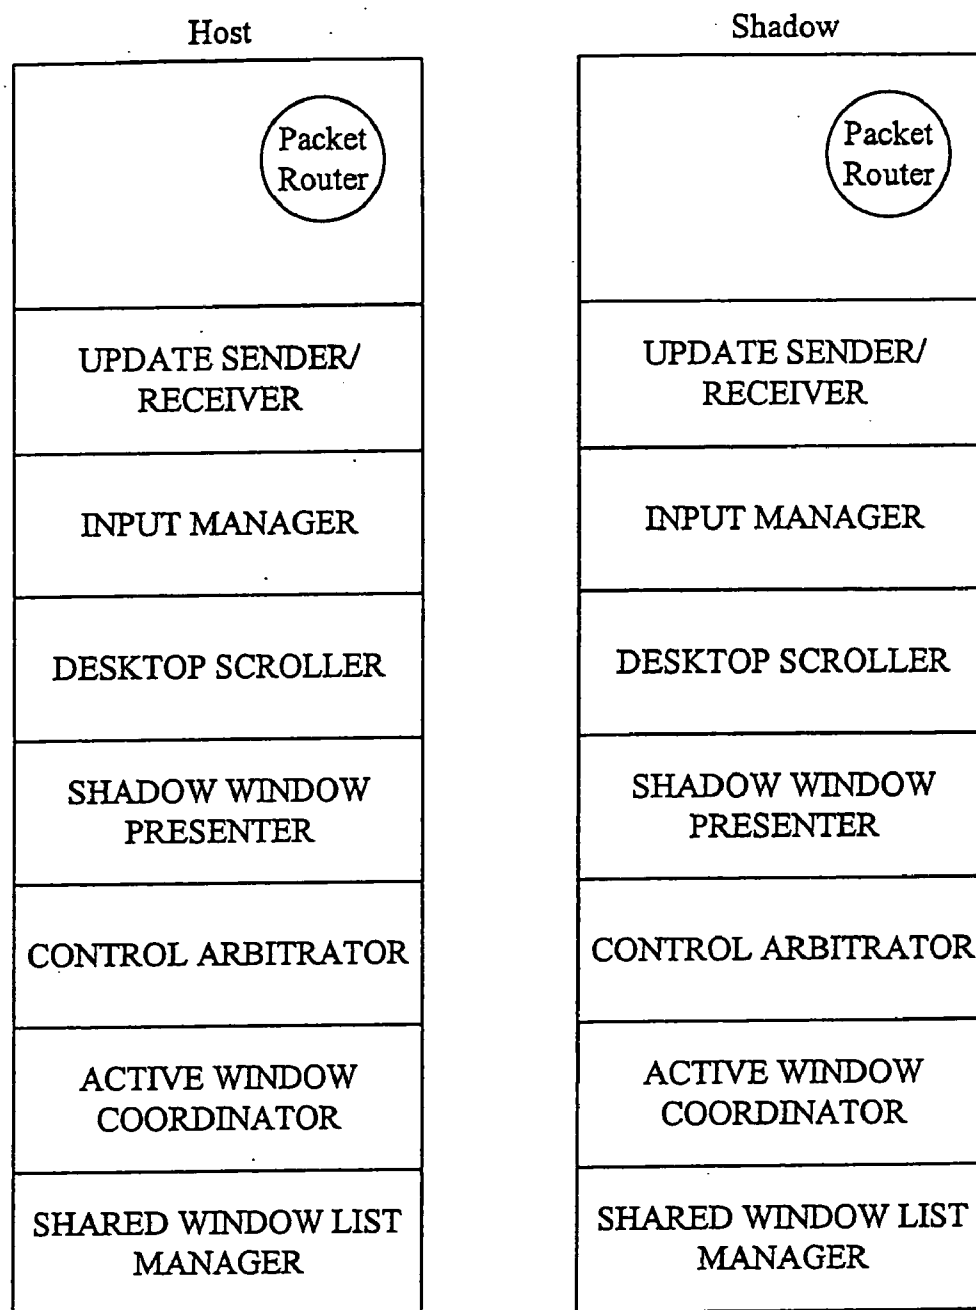 Host
Packet
Router
UPDATE SENDER/
RECEIVER
INPUT MANAGER
DESKTOP SCROLLER
SHADOW WINDOW
PRESENTER
CONTROL ARBITRATOR
ACTIVE WINDOW
COORDINATOR
SHARED WINDOW LIST
MANAGER
Shadow
Packet
Router
UPDATE SENDER/
RECEIVER
INPUT MANAGER
DESKTOP SCROLLER
SHADOW WINDOW
PRESENTER
CONTROL ARBITRATOR
ACTIVE WINDOW
COORDINATOR
SHARED WINDOW LIST
MANAGER